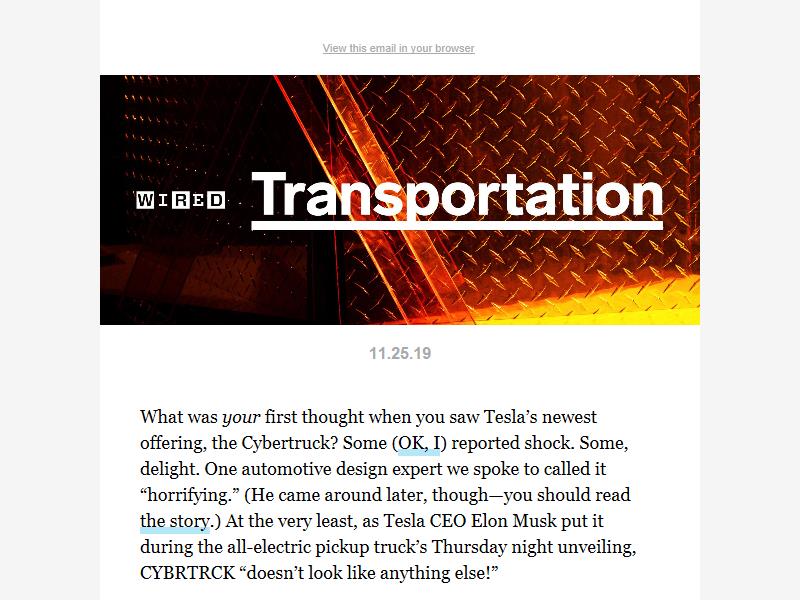 View this email in your browser
WIRED Transportation
11.25.19
What was your first thought when you saw Tesla’s newest
offering, the Cybertruck? Some (OK, I) reported shock. Some,
delight. One automotive design expert we spoke to called it
“horrifying.” (He came around later, though—you should read
the story.) At the very least, as Tesla CEO Elon Musk put it
during the all-electric pickup truck’s Thursday night unveiling,
CYBRTRCK “doesn’t look like anything else!”